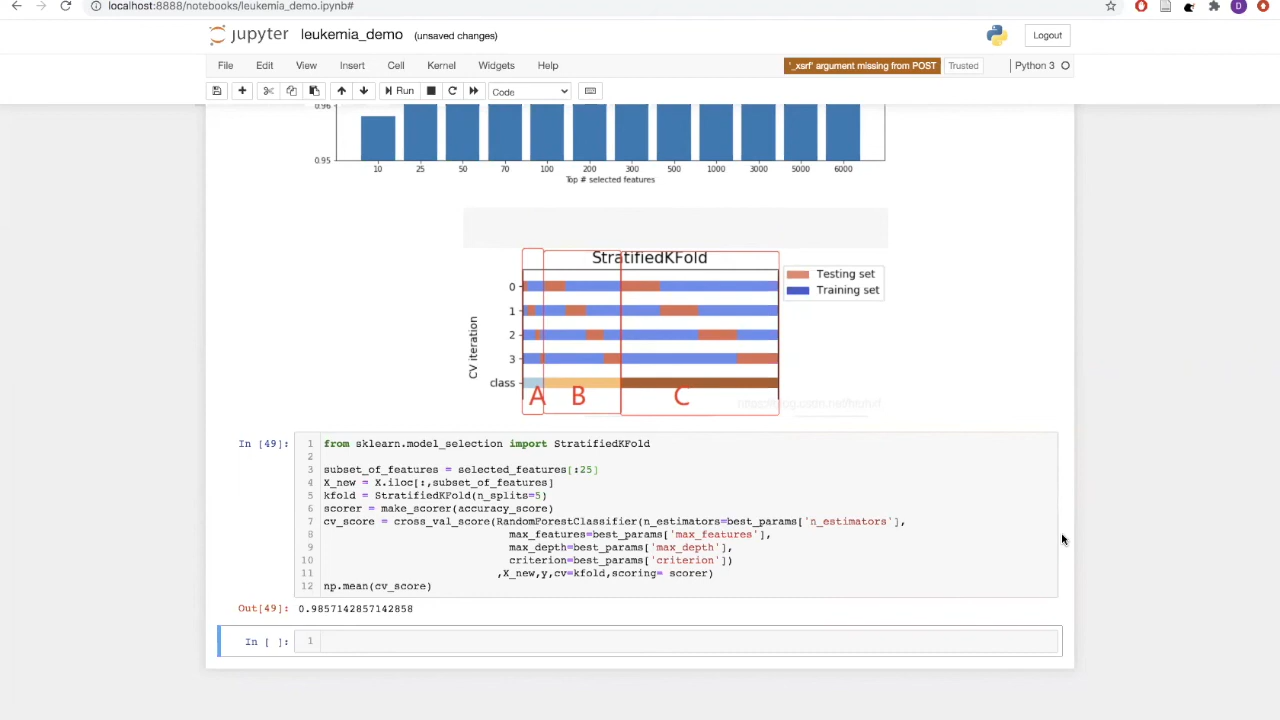 localhost:8888/notebooks/leukemia_demo.ipynb#
D
jupyter leukemia_demo (unsaved changes)
Logout
File Edit View Insert Cell Kernel Widgets Help
'_xsrf' argument missing from POST Trusted Python 3
Run Code
0.96
0.95
10 25 50 70 100 200 300 500 1000 3000 5000 6000
Top # selected features
StratifiedKFold
Testing set
Training set
CV iteration
0
1
2
3
class
A B C
In [49]:
1 from sklearn.model_selection import StratifiedKFold
2
3 subset_of_features = selected_features[:25]
4 X_new = X.iloc[:,subset_of_features]
5 kfold = StratifiedKFold(n_splits=5)
6 scorer = make_scorer(accuracy_score)
7 cv_score = cross_val_score(RandomForestClassifier(n_estimators=best_params['n_estimators'],
8 max_features=best_params['max_features'],
9 max_depth=best_params['max_depth'],
10 criterion=best_params['criterion'])
11 ,X_new,y,cv=kfold,scoring= scorer)
12 np.mean(cv_score)
Out[49]: 0.9857142857142858
In [ ]: 1